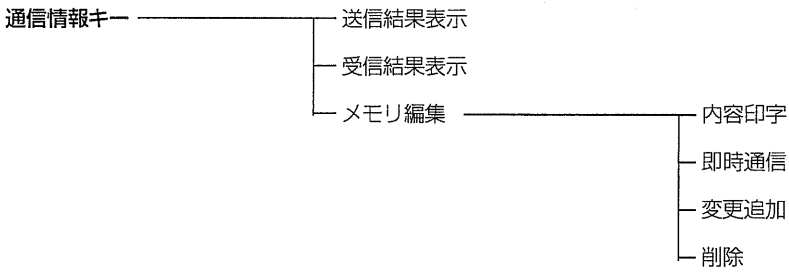 通信情報キー 送信結果表示
受信結果表示
メモリ編集 内容印字
即時通信
変更追加
削除